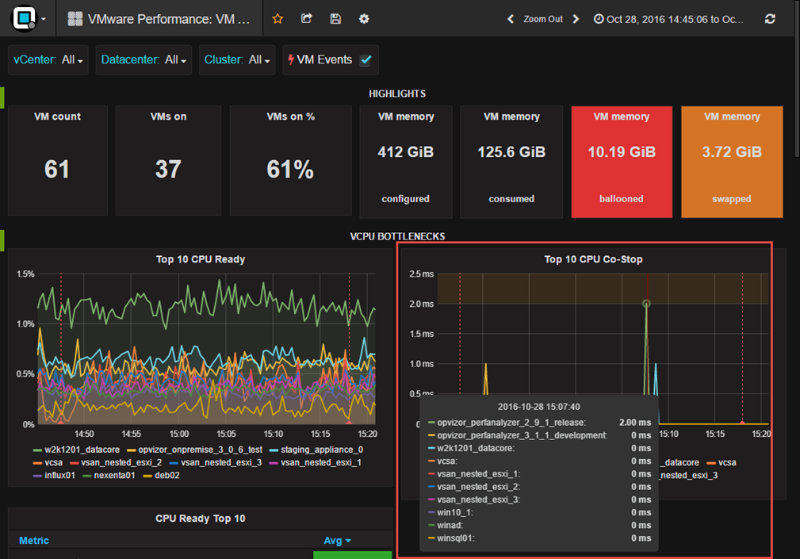 VMware Performance: VM ...
Zoom Out
Oct 28, 2016 14:45:06 to Oc...
vCenter: All
Datacenter: All
Cluster: All
VM Events
HIGHLIGHTS
VM count
61
VMs on
37
VMs on %
61%
VM memory
412 GiB
configured
VM memory
125.6 GiB
consumed
VM memory
10.19 GiB
ballooned
VM memory
3.72 GiB
swapped
VCPU BOTTLENECKS
Top 10 CPU Ready
1.5%
1.0%
0.5%
0%
14:50 14:55 15:00 15:05 15:10 15:15 15:20
w2k1201_datacore opvizor_onpremise_3_0_6_test staging_appliance_0
vcsa vsan_nested_esxi_2 vsan_nested_esxi_3 vsan_nested_esxi_1
influx01 nexenta01 deb02
Top 10 CPU Co-Stop
2.5 ms
2.0 ms
1.5 ms
1.0 ms
0.5 ms
15:10 15:15 15:20
_datacore vcsa
_nested_esxi_3
2016-10-28 15:07:40
opvizor_perfanalyzer_2_9_1_release: 2.00 ms
opvizor_perfanalyzer_3_1_1_development: 0 ms
w2k1201_datacore: 0 ms
vcsa: 0 ms
vsan_nested_esxi_1: 0 ms
vsan_nested_esxi_2: 0 ms
vsan_nested_esxi_3: 0 ms
win10_1: 0 ms
winad: 0 ms
winsql01: 0 ms
CPU Ready Top 10
Metric Avg